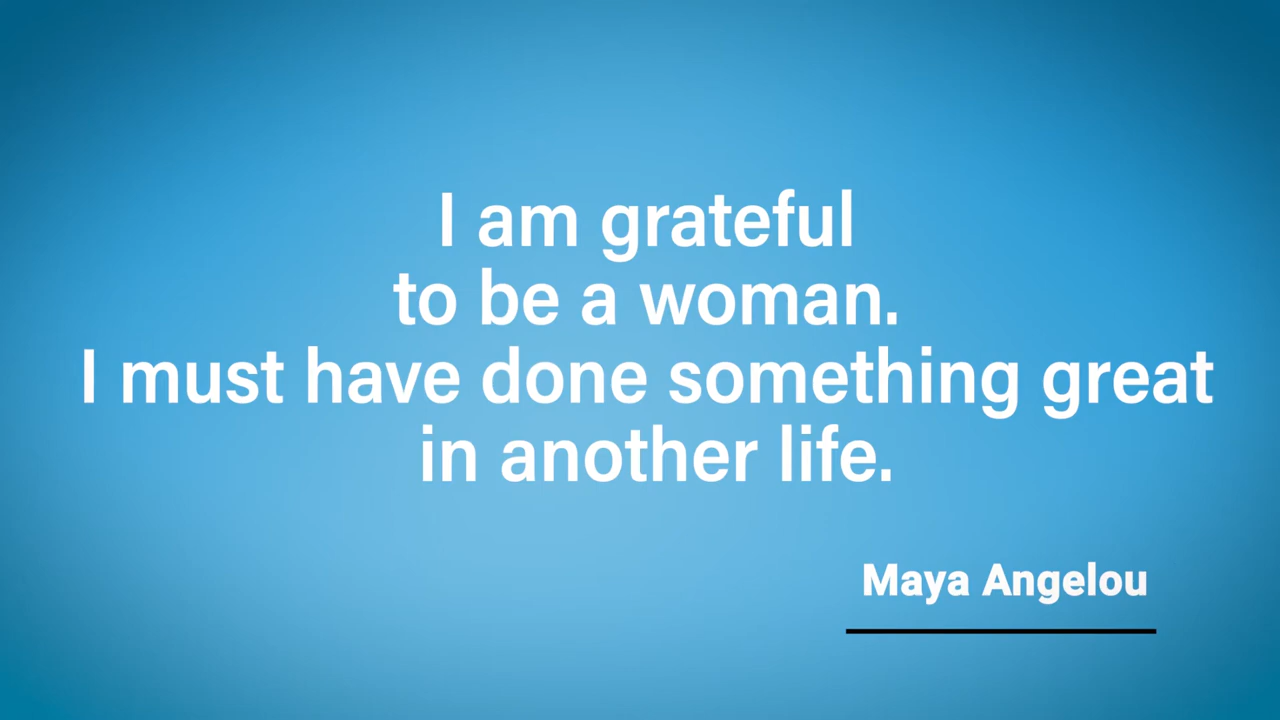 I am grateful
to be a woman.
I must have done something great
in another life.
Maya Angelou